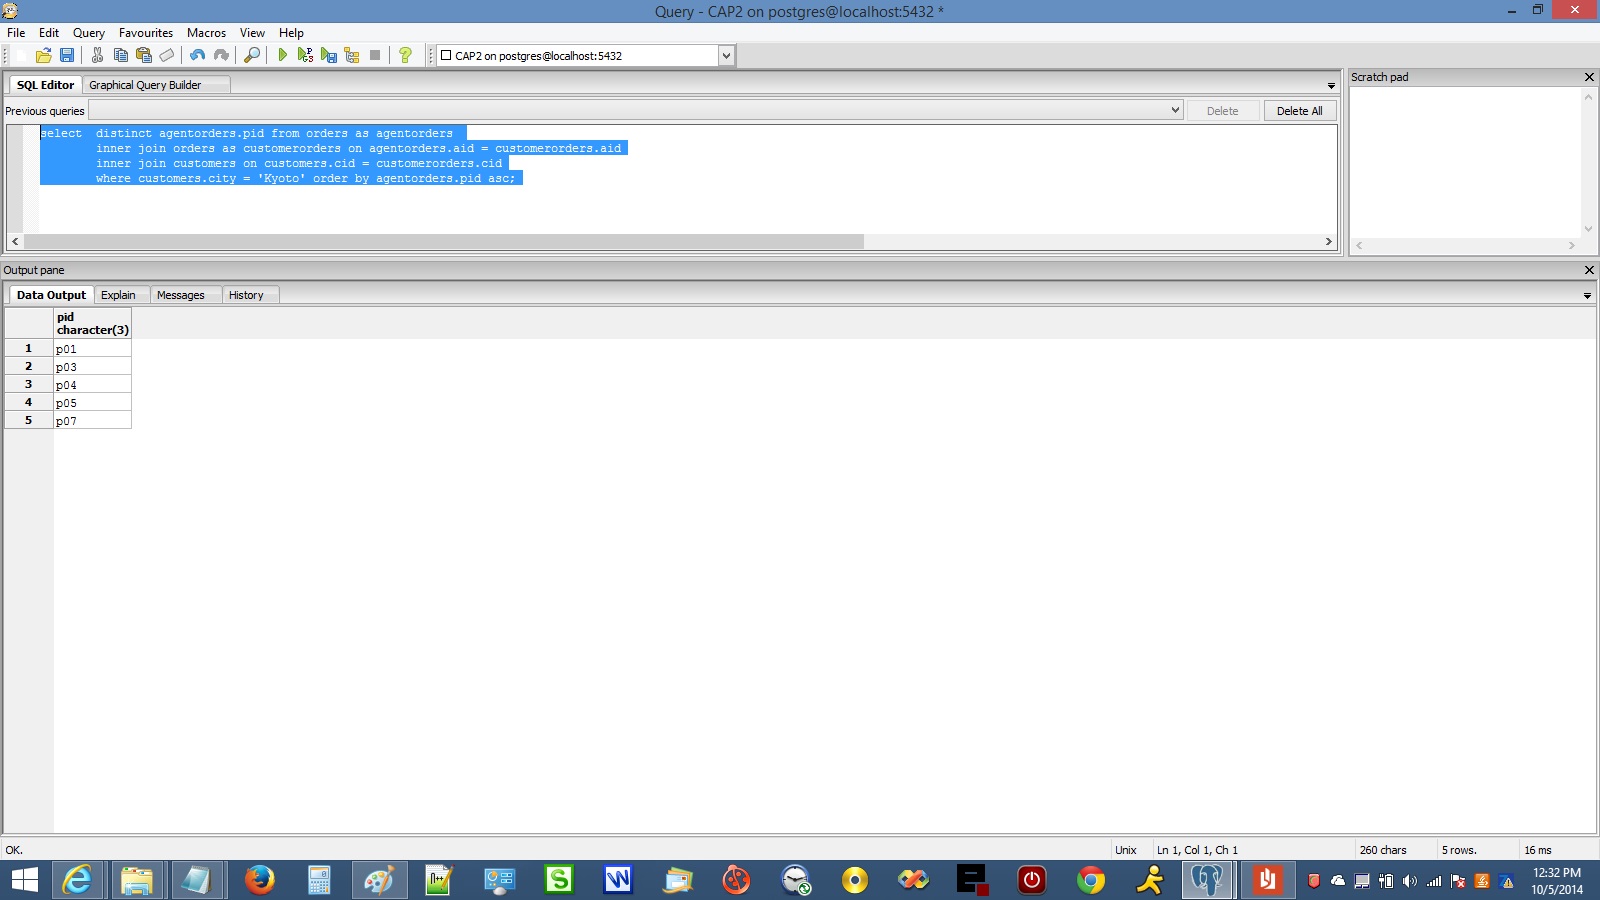 Query - CAP2 on postgres@localhost:5432 *
File Edit Query Favourites Macros View Help
CAP2 on postgres@localhost:5432
SQL Editor Graphical Query Builder
Scratch pad
Previous queries Delete Delete All
select  distinct agentorders.pid from orders as agentorders
inner join orders as customerorders on agentorders.aid = customerorders.aid
inner join customers on customers.cid = customerorders.cid
where customers.city = 'Kyoto' order by agentorders.pid asc;
Output pane
Data Output Explain Messages History
pid
character(3)
1 p01
2 p03
3 p04
4 p05
5 p07
OK. Unix Ln 1, Col 1, Ch 1 260 chars 5 rows. 16 ms
12:32 PM
10/5/2014